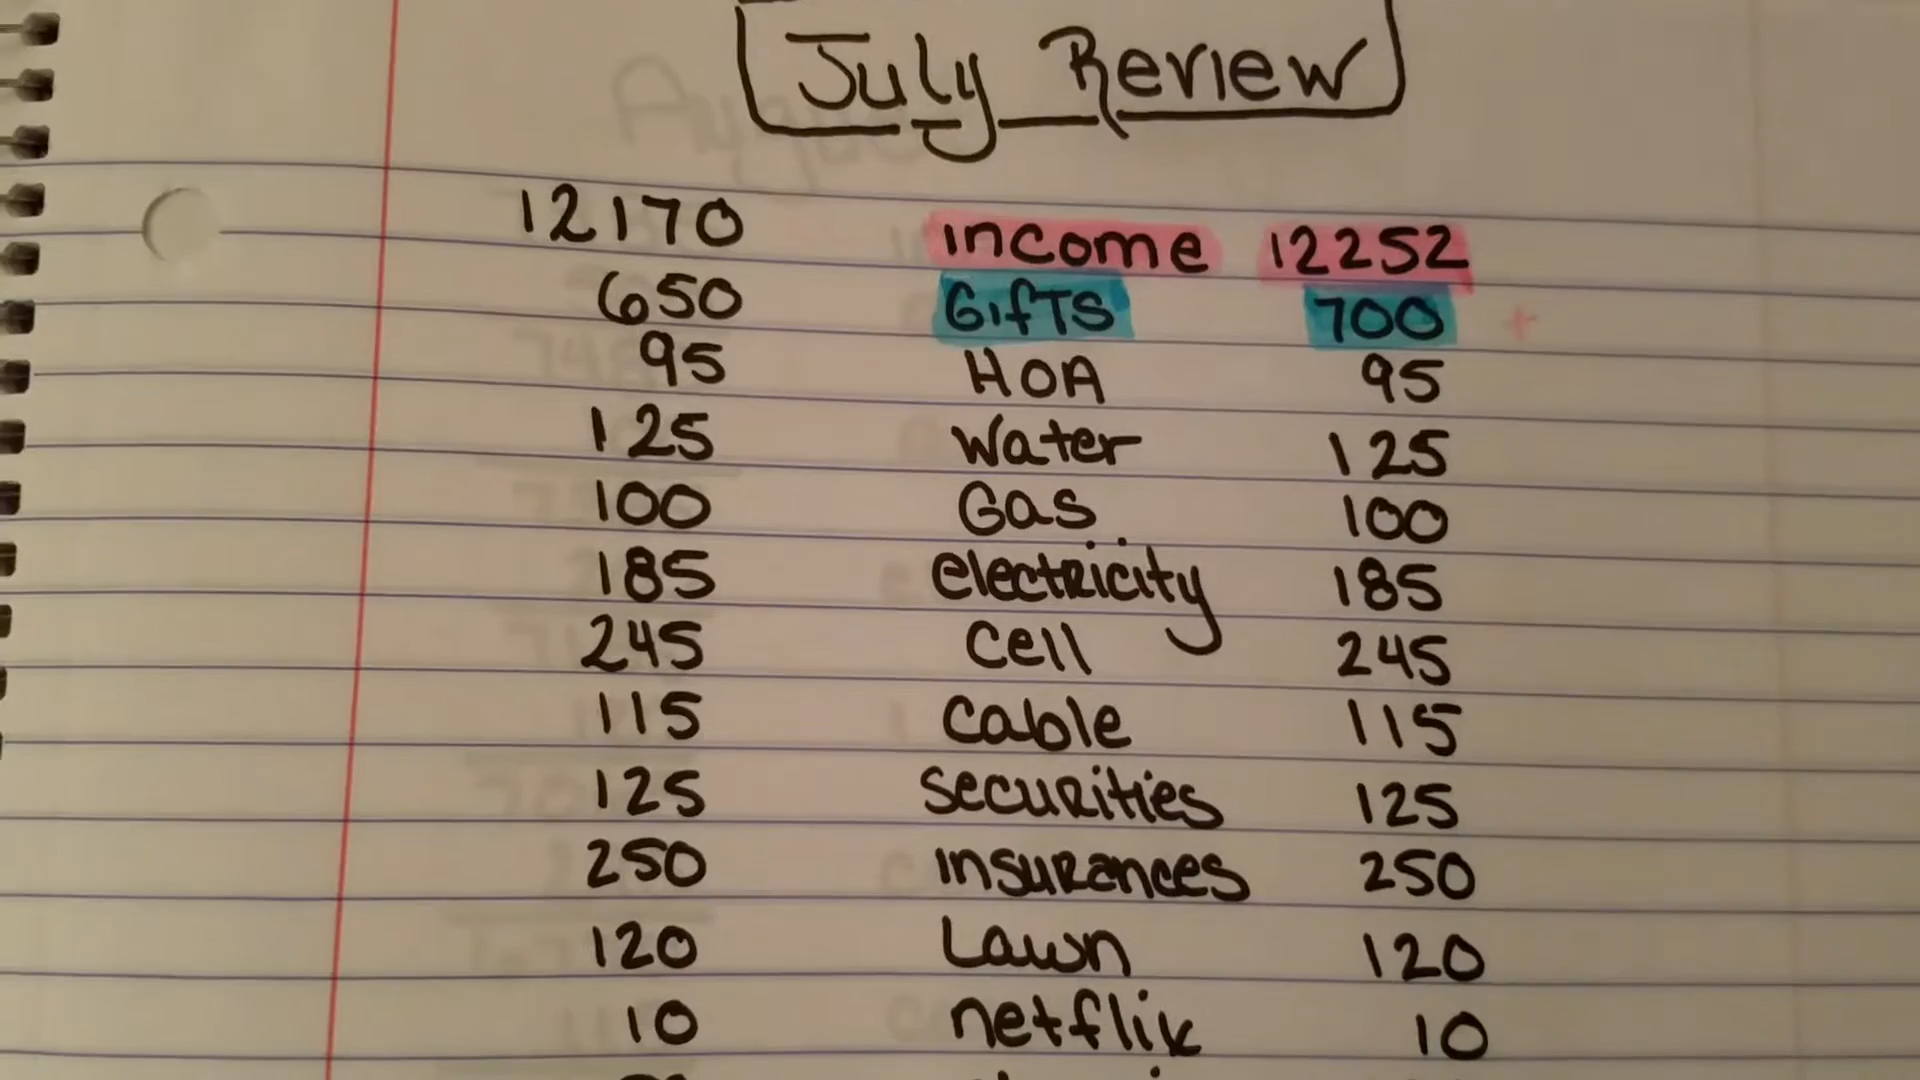 July Review
12170 income 12252
650 Gifts 700 +
95 HOA 95
125 Water 125
100 Gas 100
185 electricity 185
245 cell 245
115 cable 115
125 securities 125
250 insurances 250
120 Lawn 120
10 netflix 10